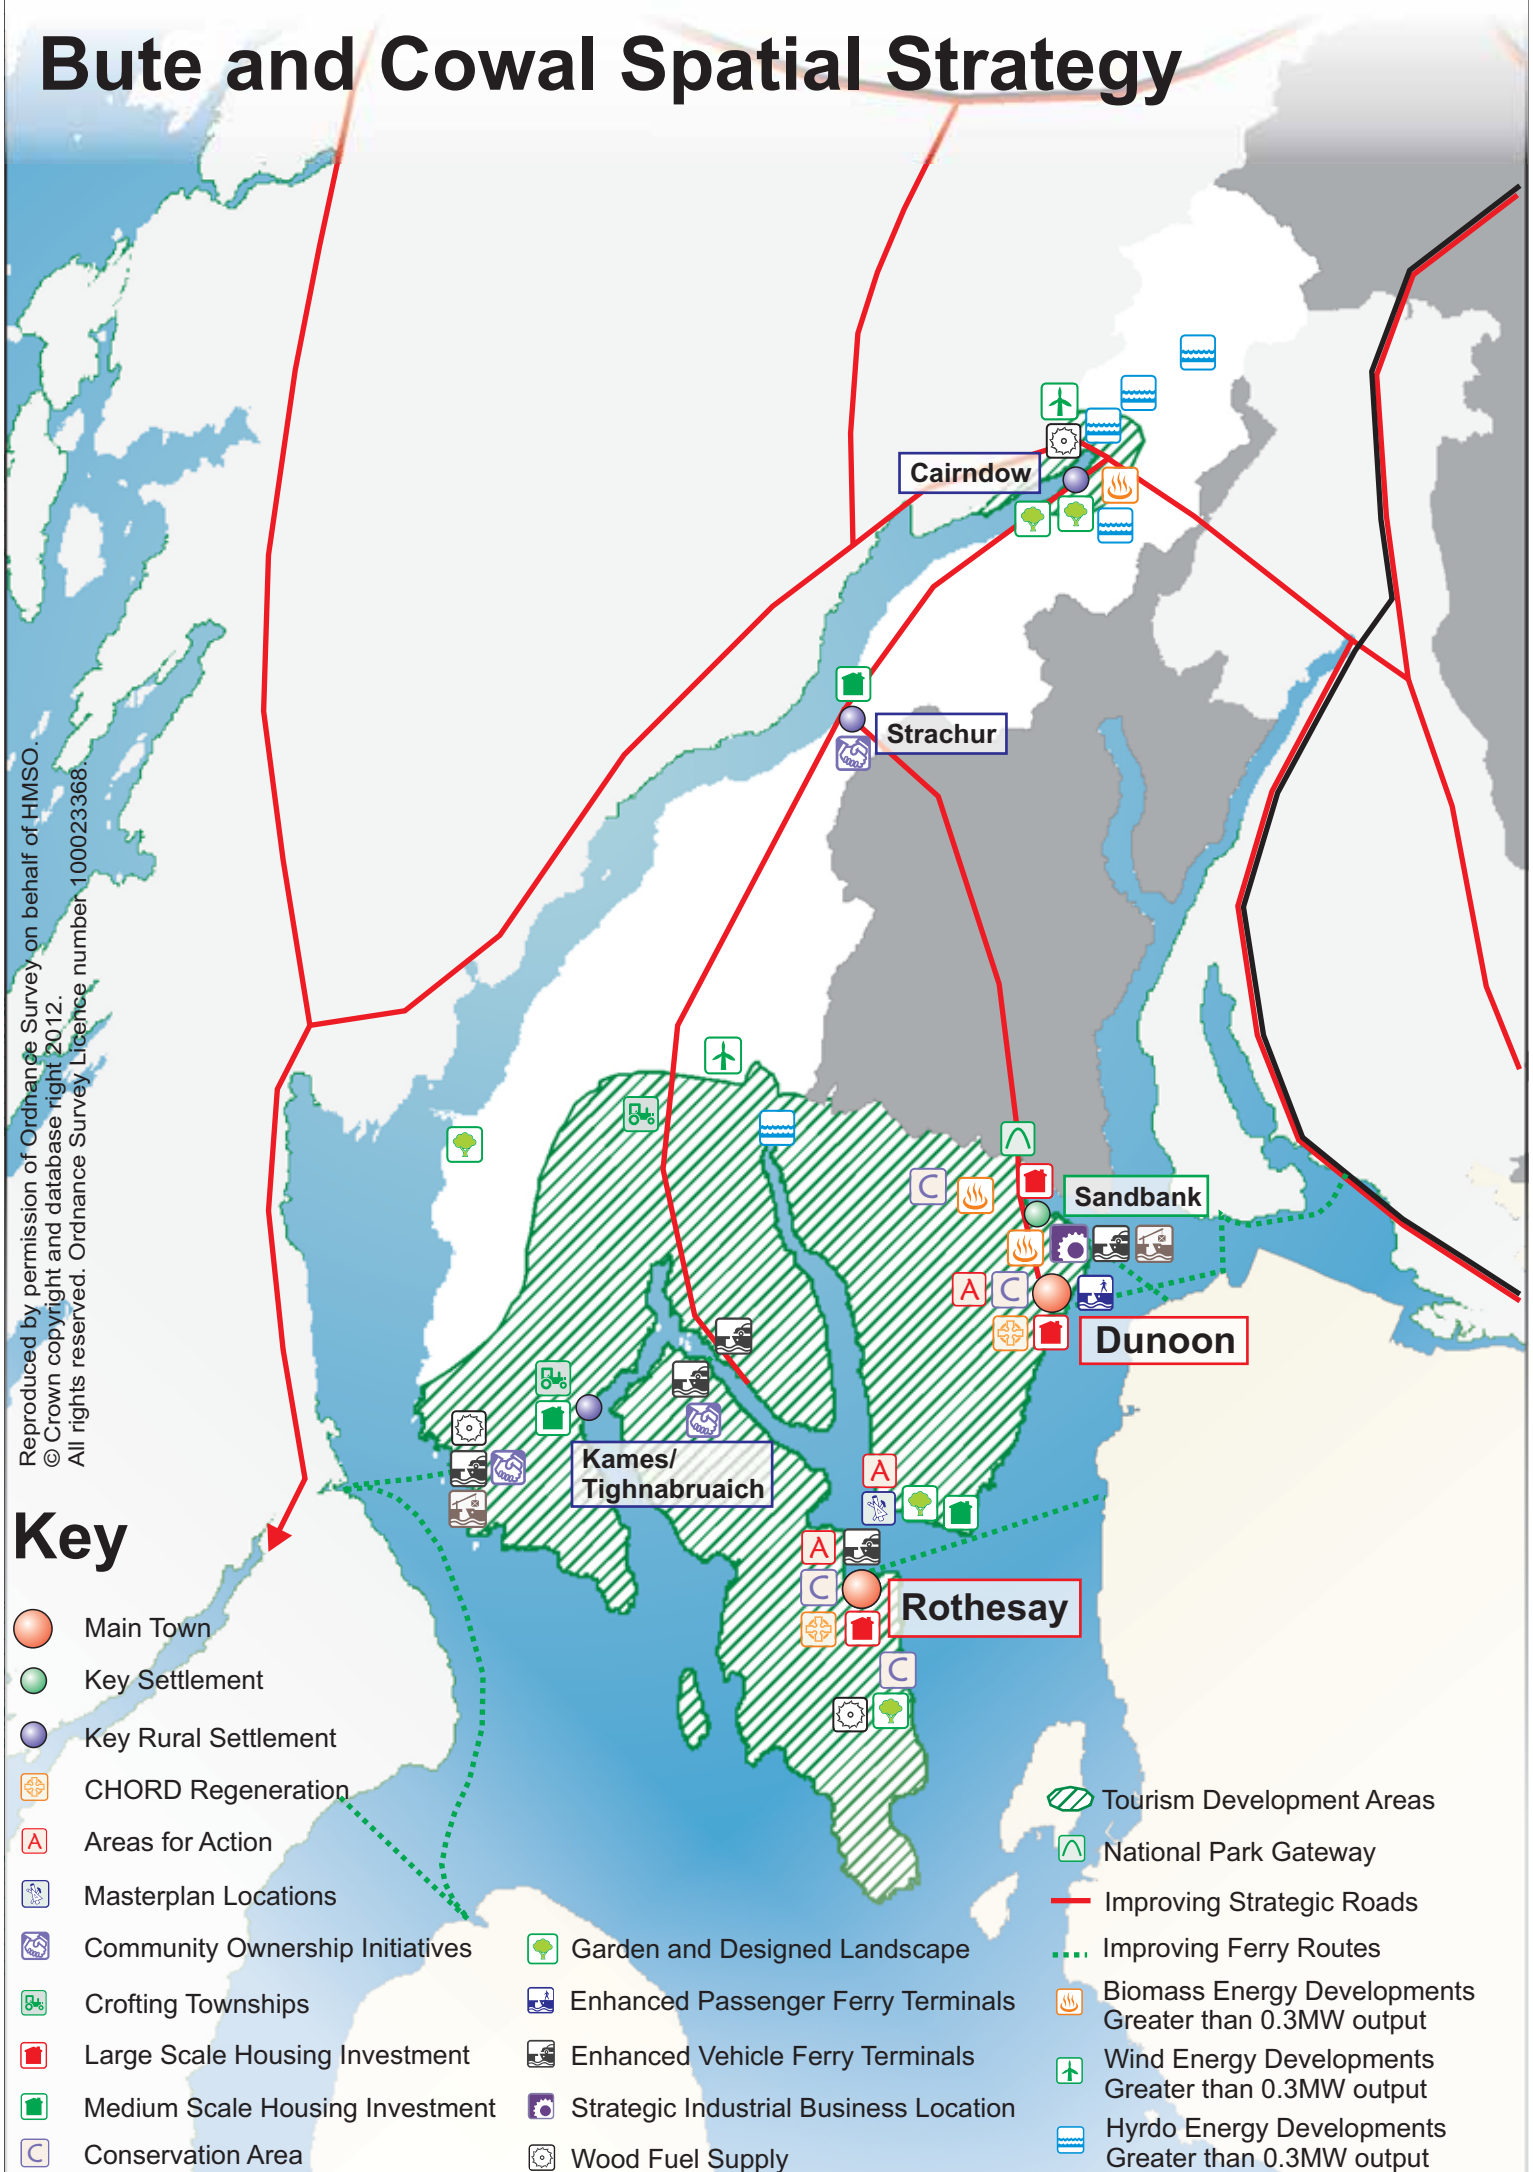 Bute and Cowal Spatial Strategy
Cairndow
Strachur
Sandbank
Dunoon
Kames/
Tighnabruaich
Rothesay
C
A
C
A
A
C
C
Reproduced by permission of Ordnance Survey on behalf of HMSO.
© Crown copyright and database right 2012.
All rights reserved. Ordnance Survey Licence number 100023368.
Key
Main Town
Key Settlement
Key Rural Settlement
CHORD Regeneration
A Areas for Action
Masterplan Locations
Community Ownership Initiatives
Crofting Townships
Large Scale Housing Investment
Medium Scale Housing Investment
C Conservation Area
Garden and Designed Landscape
Enhanced Passenger Ferry Terminals
Enhanced Vehicle Ferry Terminals
Strategic Industrial Business Location
Wood Fuel Supply
Tourism Development Areas
National Park Gateway
Improving Strategic Roads
Improving Ferry Routes
Biomass Energy Developments
Greater than 0.3MW output
Wind Energy Developments
Greater than 0.3MW output
Hyrdo Energy Developments
Greater than 0.3MW output